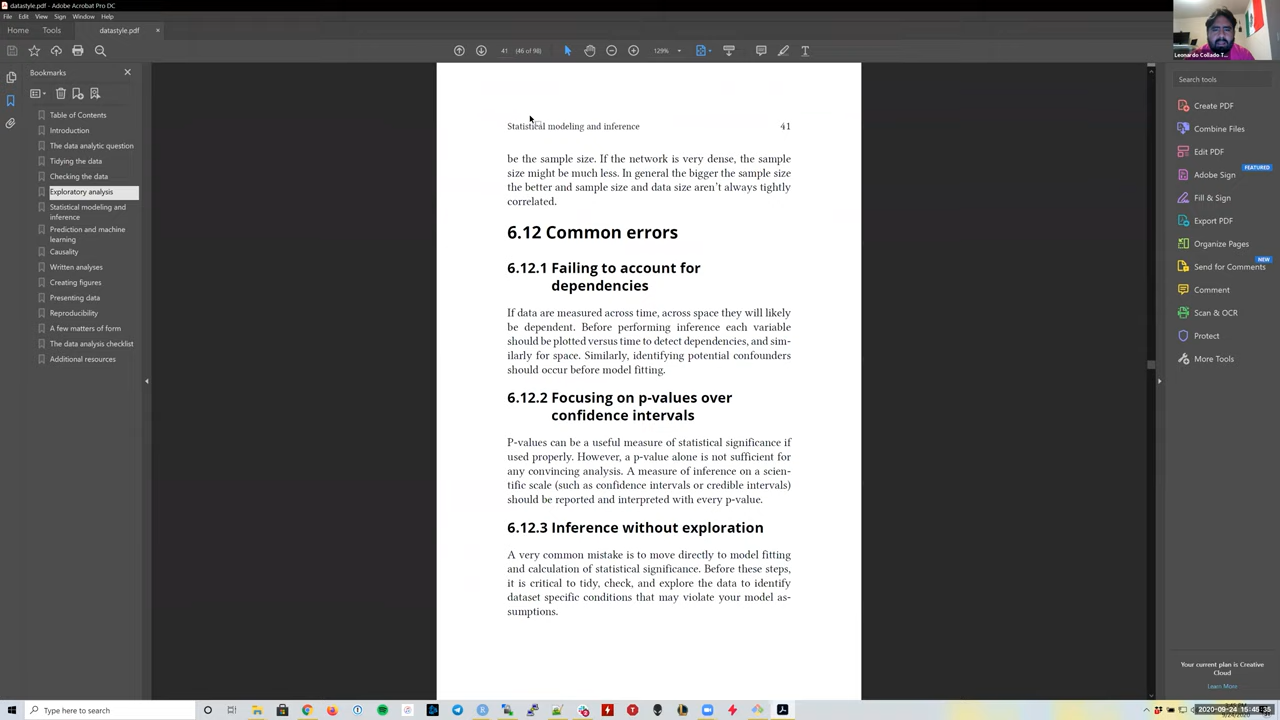 datastyle.pdf - Adobe Acrobat Pro DC
File Edit View Sign Window Help
Home Tools datastyle.pdf ×
41 (46 of 98) 129%
Leonardo Collado T...
Bookmarks
Table of Contents
Introduction
The data analytic question
Tidying the data
Checking the data
Exploratory analysis
Statistical modeling and
inference
Prediction and machine
learning
Causality
Written analyses
Creating figures
Presenting data
Reproducibility
A few matters of form
The data analysis checklist
Additional resources
Statistical modeling and inference 41
be the sample size. If the network is very dense, the sample
size might be much less. In general the bigger the sample size
the better and sample size and data size aren't always tightly
correlated.
6.12 Common errors
6.12.1 Failing to account for
dependencies
If data are measured across time, across space they will likely
be dependent. Before performing inference each variable
should be plotted versus time to detect dependencies, and sim-
ilarly for space. Similarly, identifying potential confounders
should occur before model fitting.
6.12.2 Focusing on p-values over
confidence intervals
P-values can be a useful measure of statistical significance if
used properly. However, a p-value alone is not sufficient for
any convincing analysis. A measure of inference on a scien-
tific scale (such as confidence intervals or credible intervals)
should be reported and interpreted with every p-value.
6.12.3 Inference without exploration
A very common mistake is to move directly to model fitting
and calculation of statistical significance. Before these steps,
it is critical to tidy, check, and explore the data to identify
dataset specific conditions that may violate your model as-
sumptions.
Search tools
Create PDF
Combine Files
Edit PDF
FEATURED
Adobe Sign
Fill & Sign
Export PDF
Organize Pages
NEW
Send for Comments
Comment
Scan & OCR
Protect
More Tools
Your current plan is Creative
Cloud
Learn More
Type here to search
2020-09-24 15:45:35